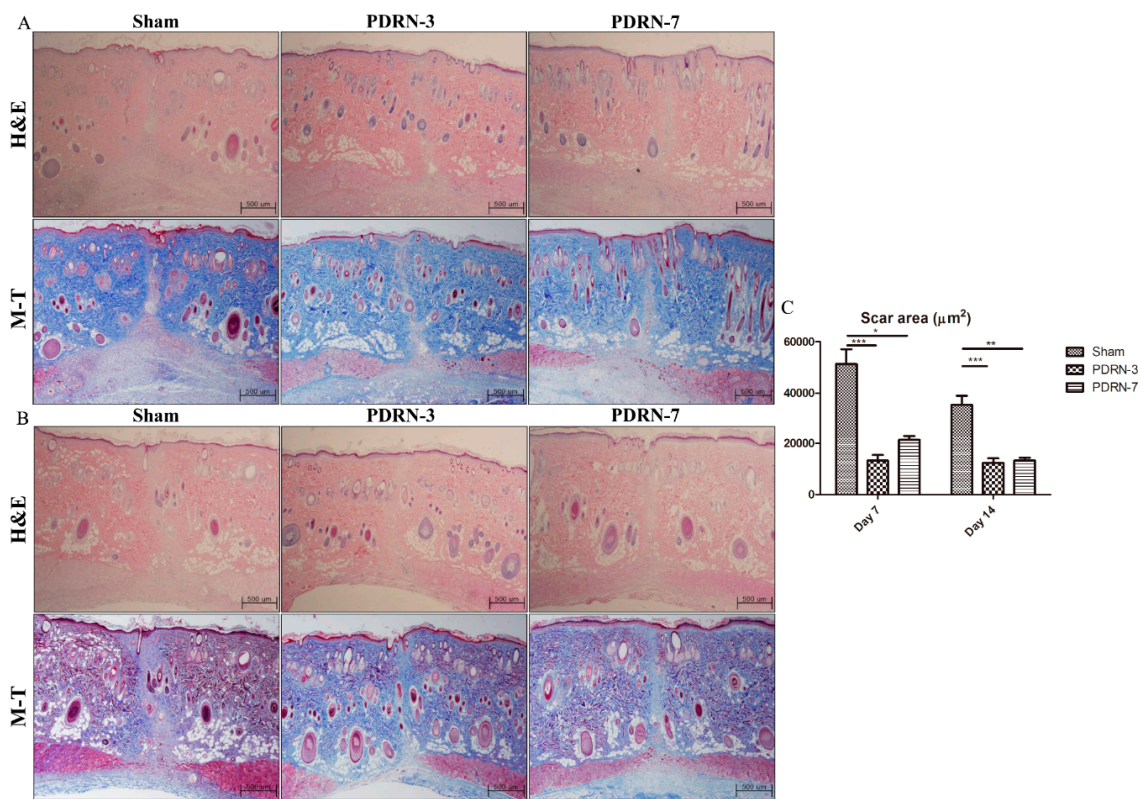 A
Sham PDRN-3 PDRN-7
H&E
500 um 500 um 500 um
M-T
500 um 500 um 500 um
B
Sham PDRN-3 PDRN-7
H&E
500 um 500 um 500 um
M-T
500 um 500 um 500 um
C
Scar area (μm²)
60000
40000
20000
0
*
***
**
***
Day 7
Day 14
Sham
PDRN-3
PDRN-7